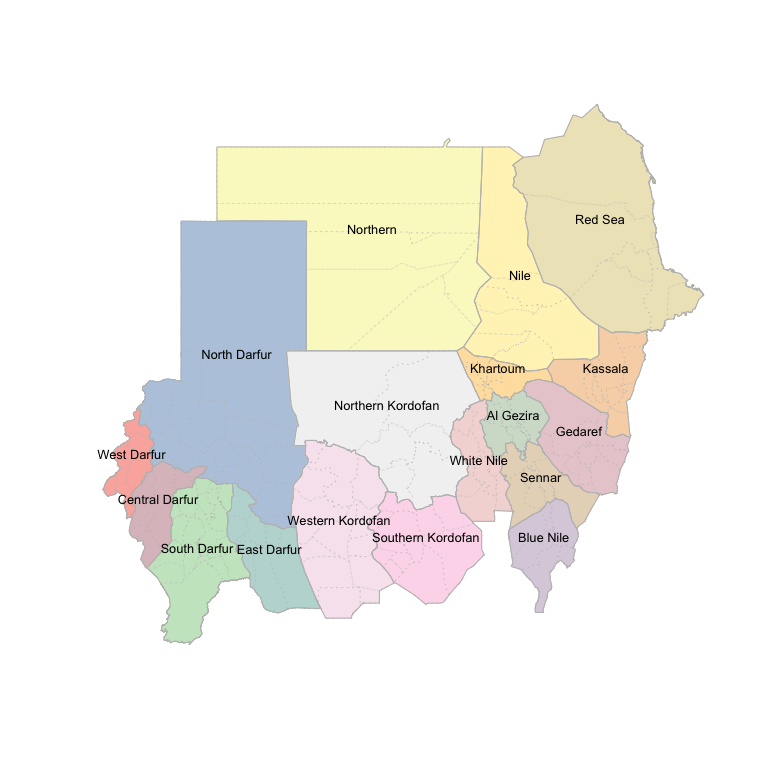 Red Sea
Northern
Nile
North Darfur
Khartoum
Kassala
Northern Kordofan
Al Gezira
Gedaref
West Darfur
White Nile
Sennar
Central Darfur
Western Kordofan
Southern Kordofan
Blue Nile
South Darfur
East Darfur